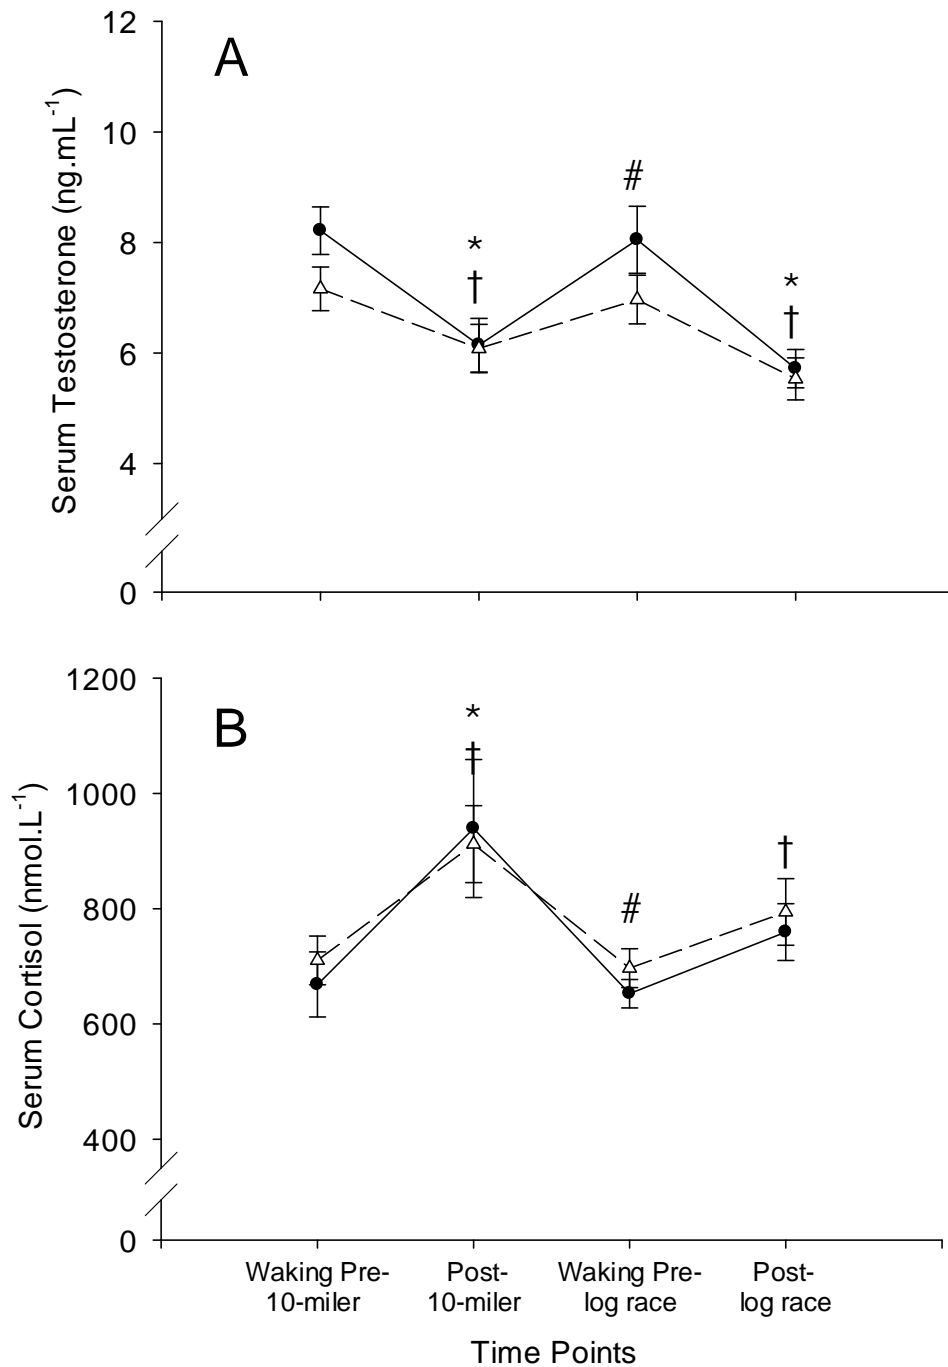 12
A
10
#
8
*
†
*
†
6
4
0
Serum Testosterone (ng.mL⁻¹)
1200
B
*
†
1000
†
800
#
600
400
0
Serum Cortisol (nmol.L⁻¹)
Waking Pre-
10-miler
Post-
10-miler
Waking Pre-
log race
Post-
log race
Time Points